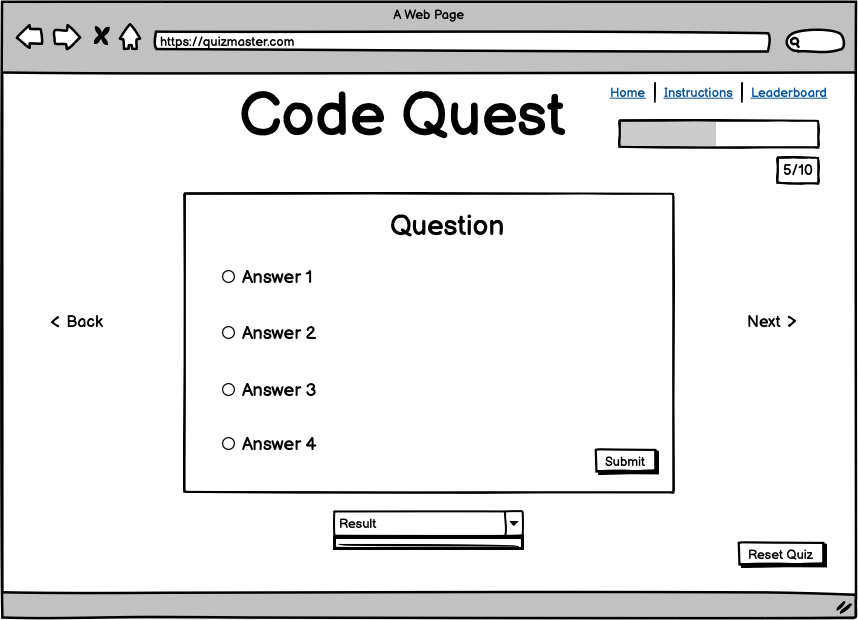 A Web Page
https://quizmaster.com
Home | Instructions | Leaderboard
Code Quest
5/10
Question
Answer 1
Answer 2
< Back
Next >
Answer 3
Answer 4
Submit
Result
Reset Quiz